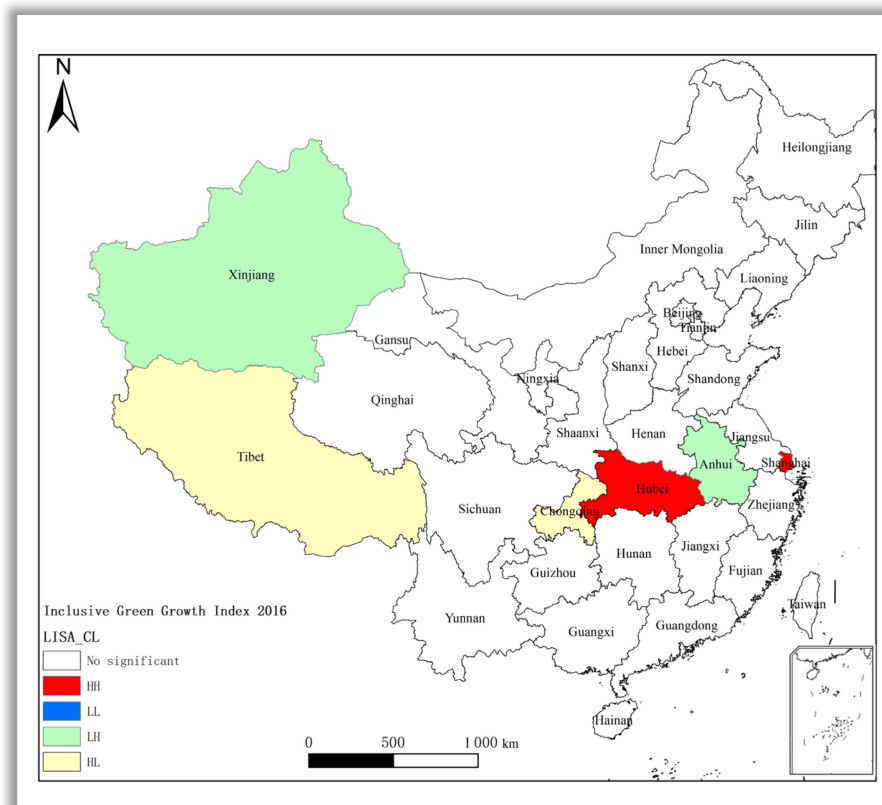 N
Heilongjiang
Jilin
Inner Mongolia
Xinjiang
Liaoning
Beijing
Tianjin
Gansu
Hebei
Shanxi
Shandong
Ningxia
Qinghai
Henan
Jiangsu
Shaanxi
Tibet
Anhui
Shanghai
Hubei
Sichuan
Chongqing
Zhejiang
Hunan
Jiangxi
Guizhou
Fujian
Taiwan
Yunnan
Guangxi
Guangdong
Hainan
Inclusive Green Growth Index 2016
LISA_CL
No significant
HH
LL
LH
HL
0 500 1000 km